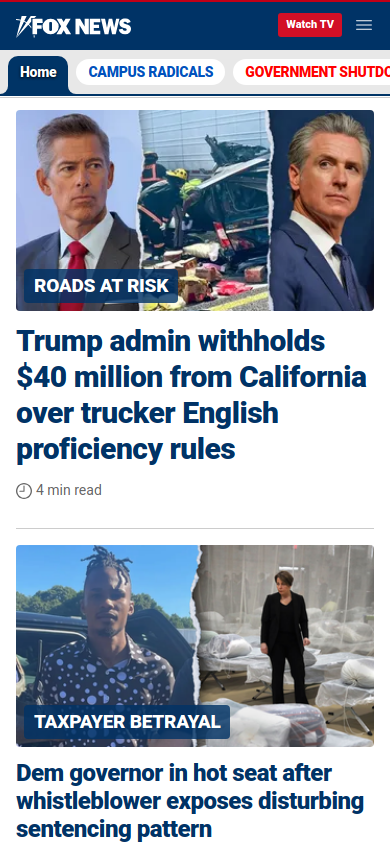 FOX NEWS
Watch TV
Home
CAMPUS RADICALS
GOVERNMENT SHUTDO
ROADS AT RISK
Trump admin withholds
$40 million from California
over trucker English
proficiency rules
4 min read
TAXPAYER BETRAYAL
Dem governor in hot seat after
whistleblower exposes disturbing
sentencing pattern